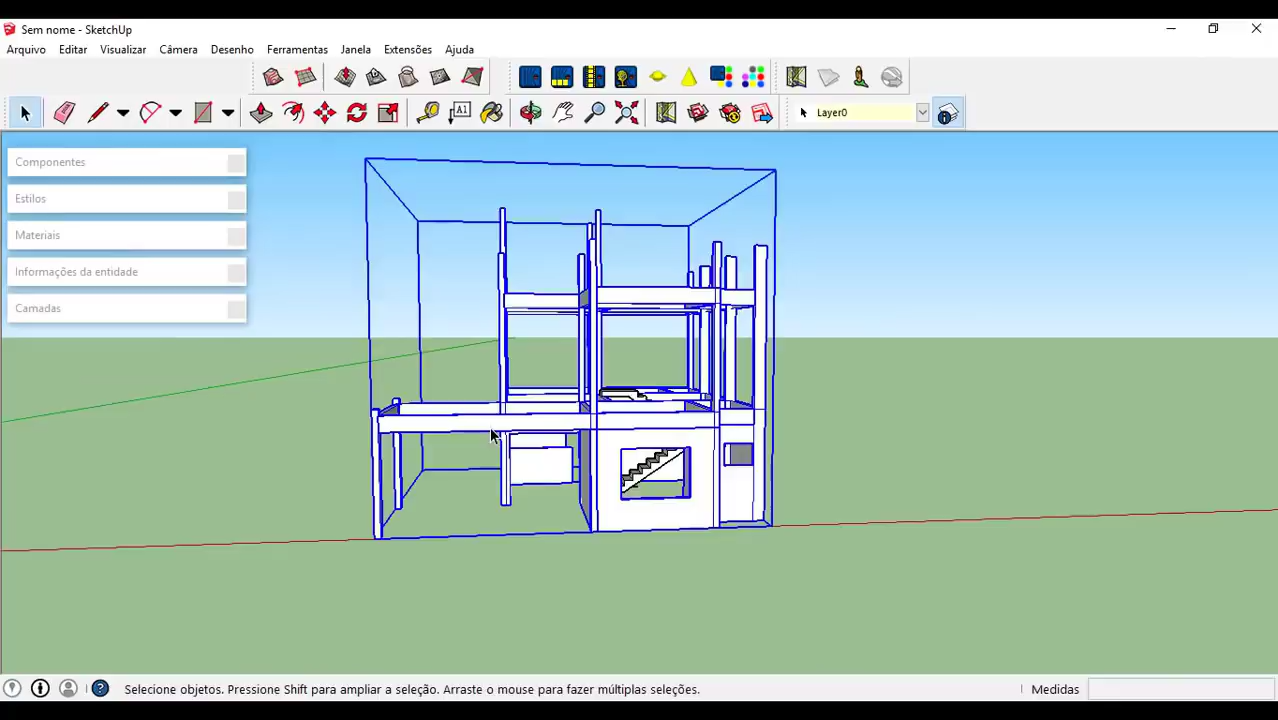 Sem nome - SketchUp
Arquivo Editar Visualizar Câmera Desenho Ferramentas Janela Extensões Ajuda
A1
Layer0
Componentes
Estilos
Materiais
Informações da entidade
Camadas
Selecione objetos. Pressione Shift para ampliar a seleção. Arraste o mouse para fazer múltiplas seleções.
Medidas